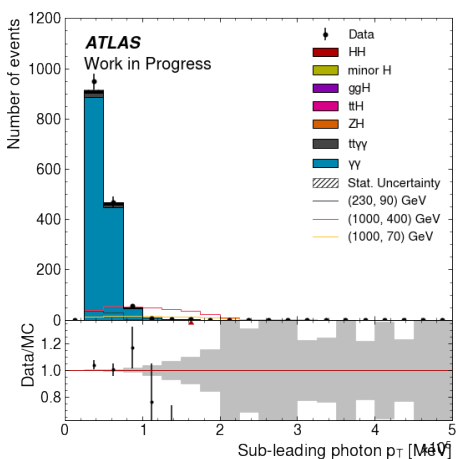 ATLAS
Work in Progress
Data
HH
minor H
ggH
ttH
ZH
ttγγ
γγ
Stat. Uncertainty
(230, 90) GeV
(1000, 400) GeV
(1000, 70) GeV
Number of events
1200
1000
800
600
400
200
0
Data/MC
1.2
1.0
0.8
0 1 2 3 4 5
Sub-leading photon pT [MeV]